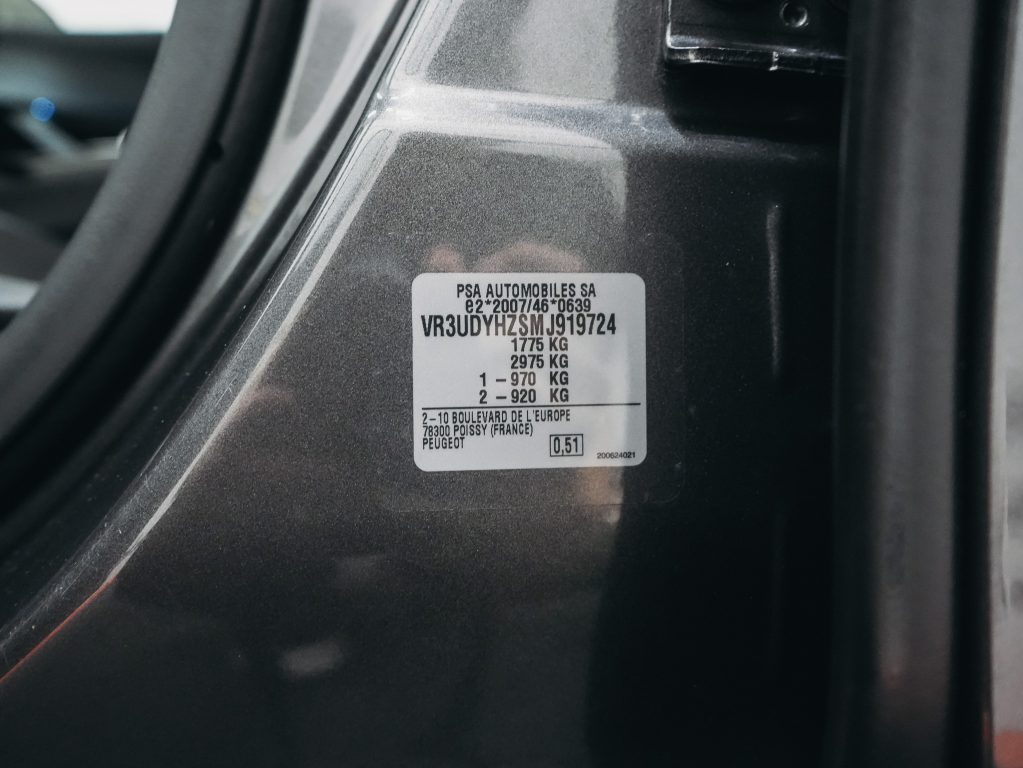 PSA AUTOMOBILES SA
e2*2007/46*0639
VR3UDYHZSMJ919724
1775 KG
2975 KG
1 – 970 KG
2 – 920 KG
2–10 BOULEVARD DE L'EUROPE
78300 POISSY (FRANCE)
PEUGEOT 0,51 200624021